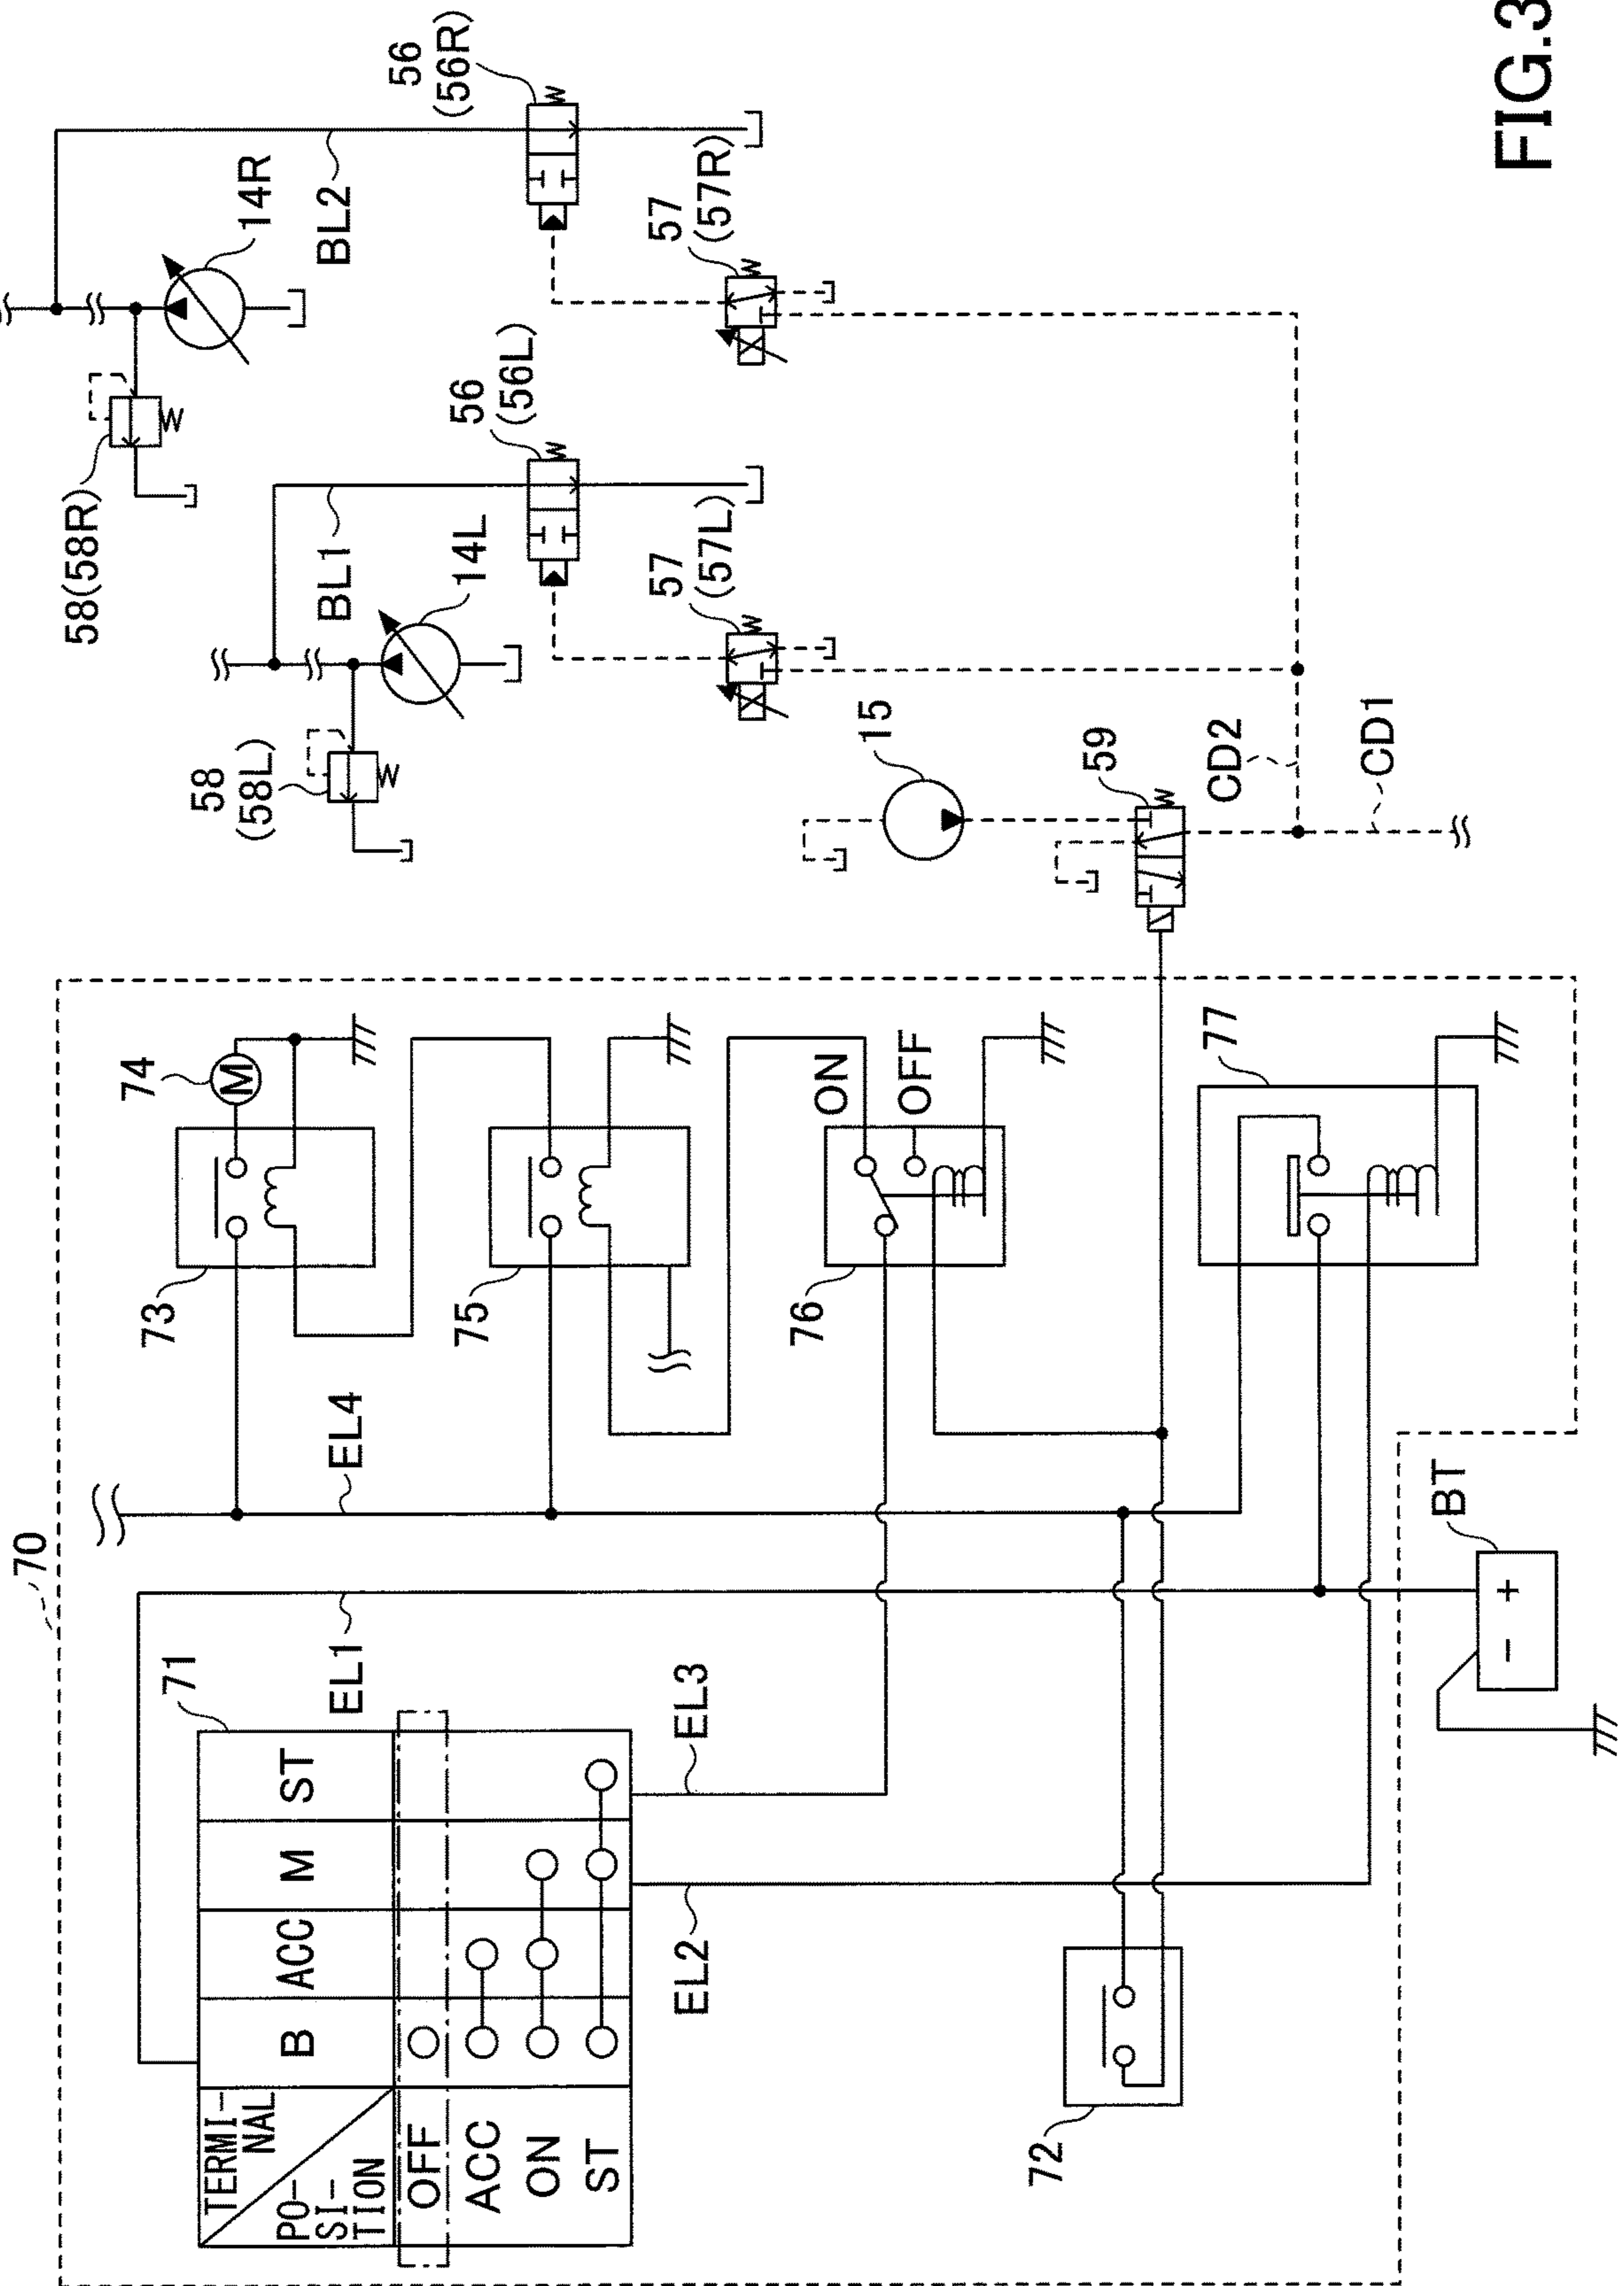 FIG.3
70
71
TERMI-
NAL
PO-
SI-
TION
B
ACC
M
ST
OFF
ACC
ON
ST
EL1
EL2
EL3
EL4
72
73
74
M
75
76
ON
OFF
77
BT
−
+
58
(58L)
BL1
14L
56
(56L)
57
(57L)
58(58R)
14R
BL2
56
(56R)
57
(57R)
15
59
CD2
CD1